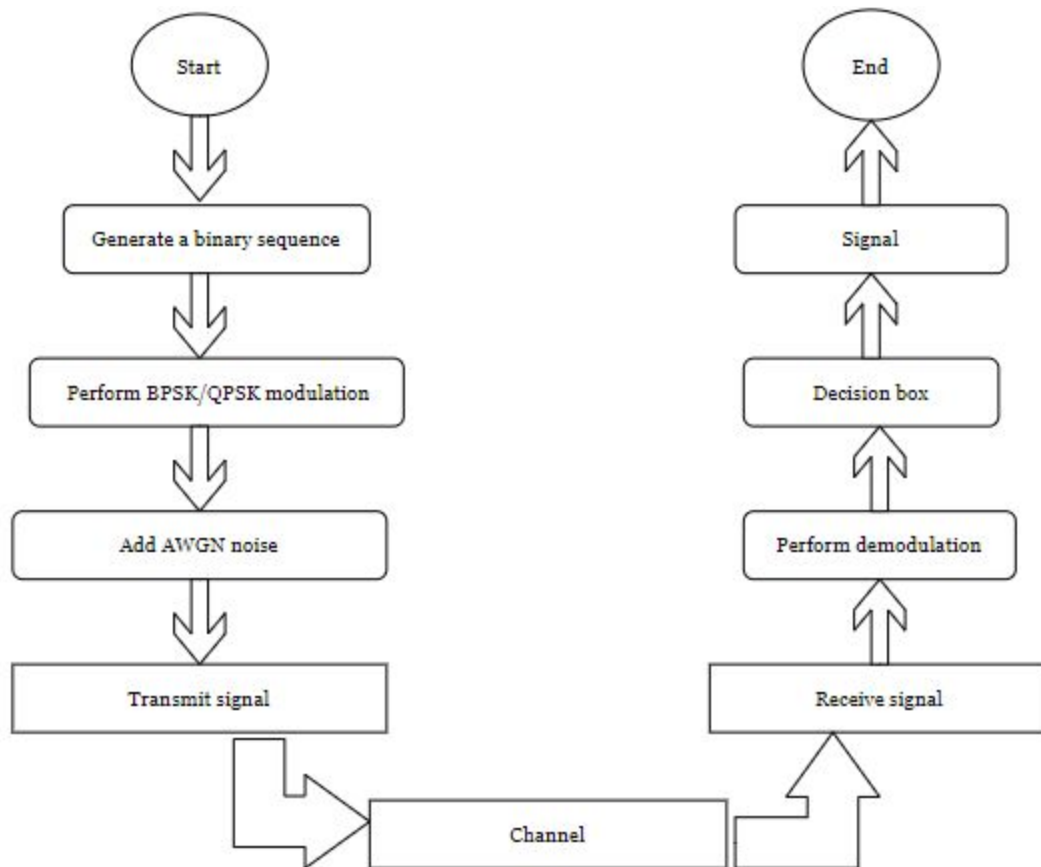 Start
Generate a binary sequence
Perform BPSK/QPSK modulation
Add AWGN noise
Transmit signal
Channel
Receive signal
Perform demodulation
Decision box
Signal
End